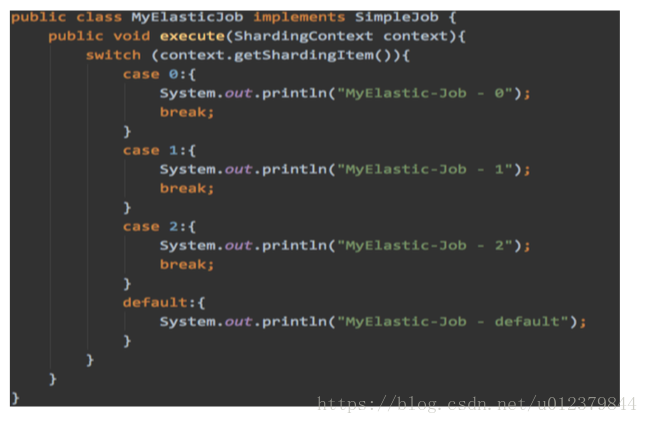 public class MyElasticJob implements SimpleJob {
    public void execute(ShardingContext context){
        switch (context.getShardingItem()){
            case 0:{
                System.out.println("MyElastic-Job - 0");
                break;
            }
            case 1:{
                System.out.println("MyElastic-Job - 1");
                break;
            }
            case 2:{
                System.out.println("MyElastic-Job - 2");
                break;
            }
            default:{
                System.out.println("MyElastic-Job - default");
            }
        }
    }
}
https://blog.csdn.net/u012379844